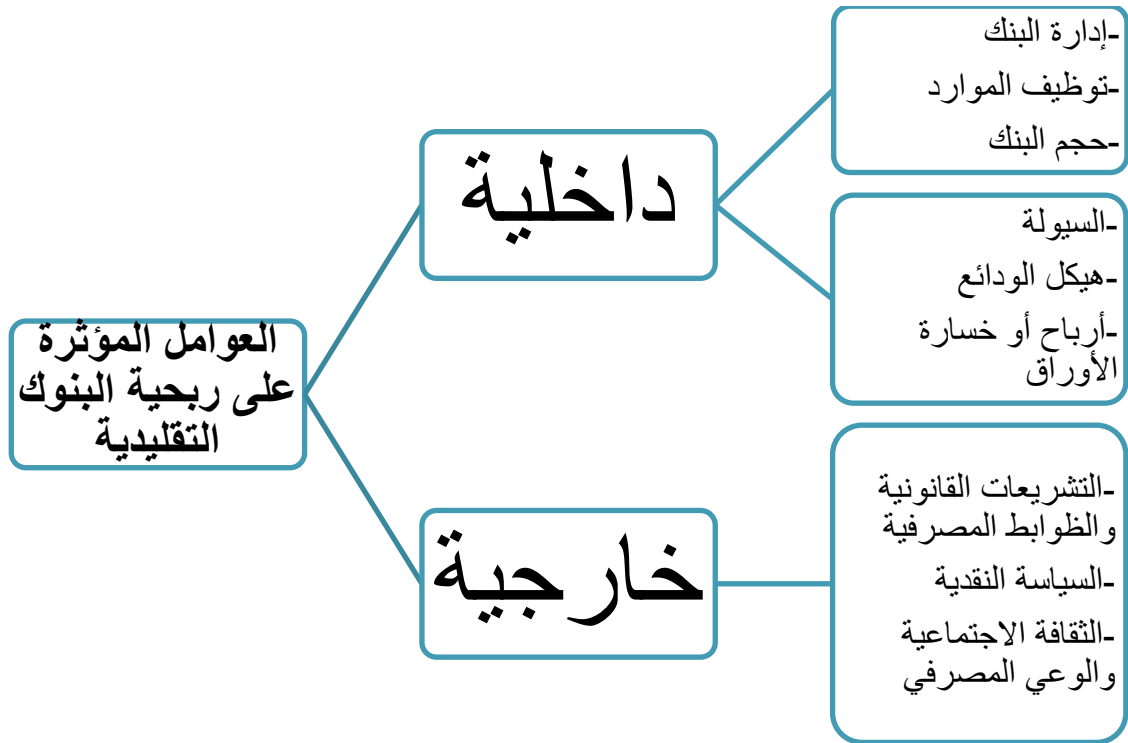 العوامل المؤثرة
على ربحية البنوك
التقليدية
داخلية
-إدارة البنك
-توظيف الموارد
-حجم البنك
-السيولة
-هيكل الودائع
-أرباح أو خسارة
الأوراق
خارجية
-التشريعات القانونية
والظوابط المصرفية
-السياسة النقدية
-الثقافة الاجتماعية
والوعي المصرفي